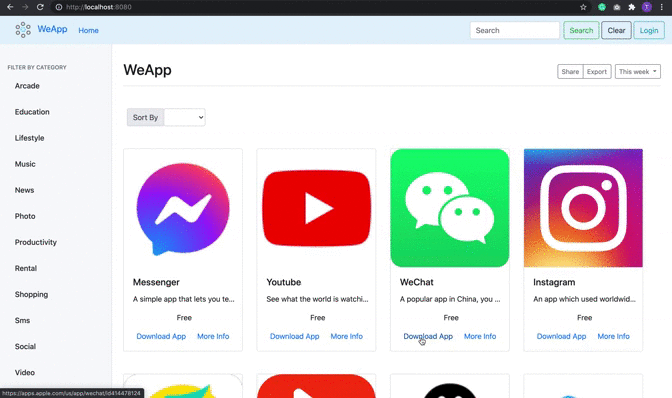 http://localhost:8080
T
WeApp
Home
Search
Search
Clear
Login
FILTER BY CATEGORY
Arcade
Education
Lifestyle
Music
News
Photo
Productivity
Rental
Shopping
Sms
Social
Video
WeApp
Share
Export
This week
Sort By
Messenger
A simple app that lets you te...
Free
Download App More Info
Youtube
See what the world is watchi...
Free
Download App More Info
WeChat
A popular app in China, you ...
Free
Download App More Info
Instagram
An app which used worldwid...
Free
Download App More Info
https://apps.apple.com/us/app/wechat/id414478124